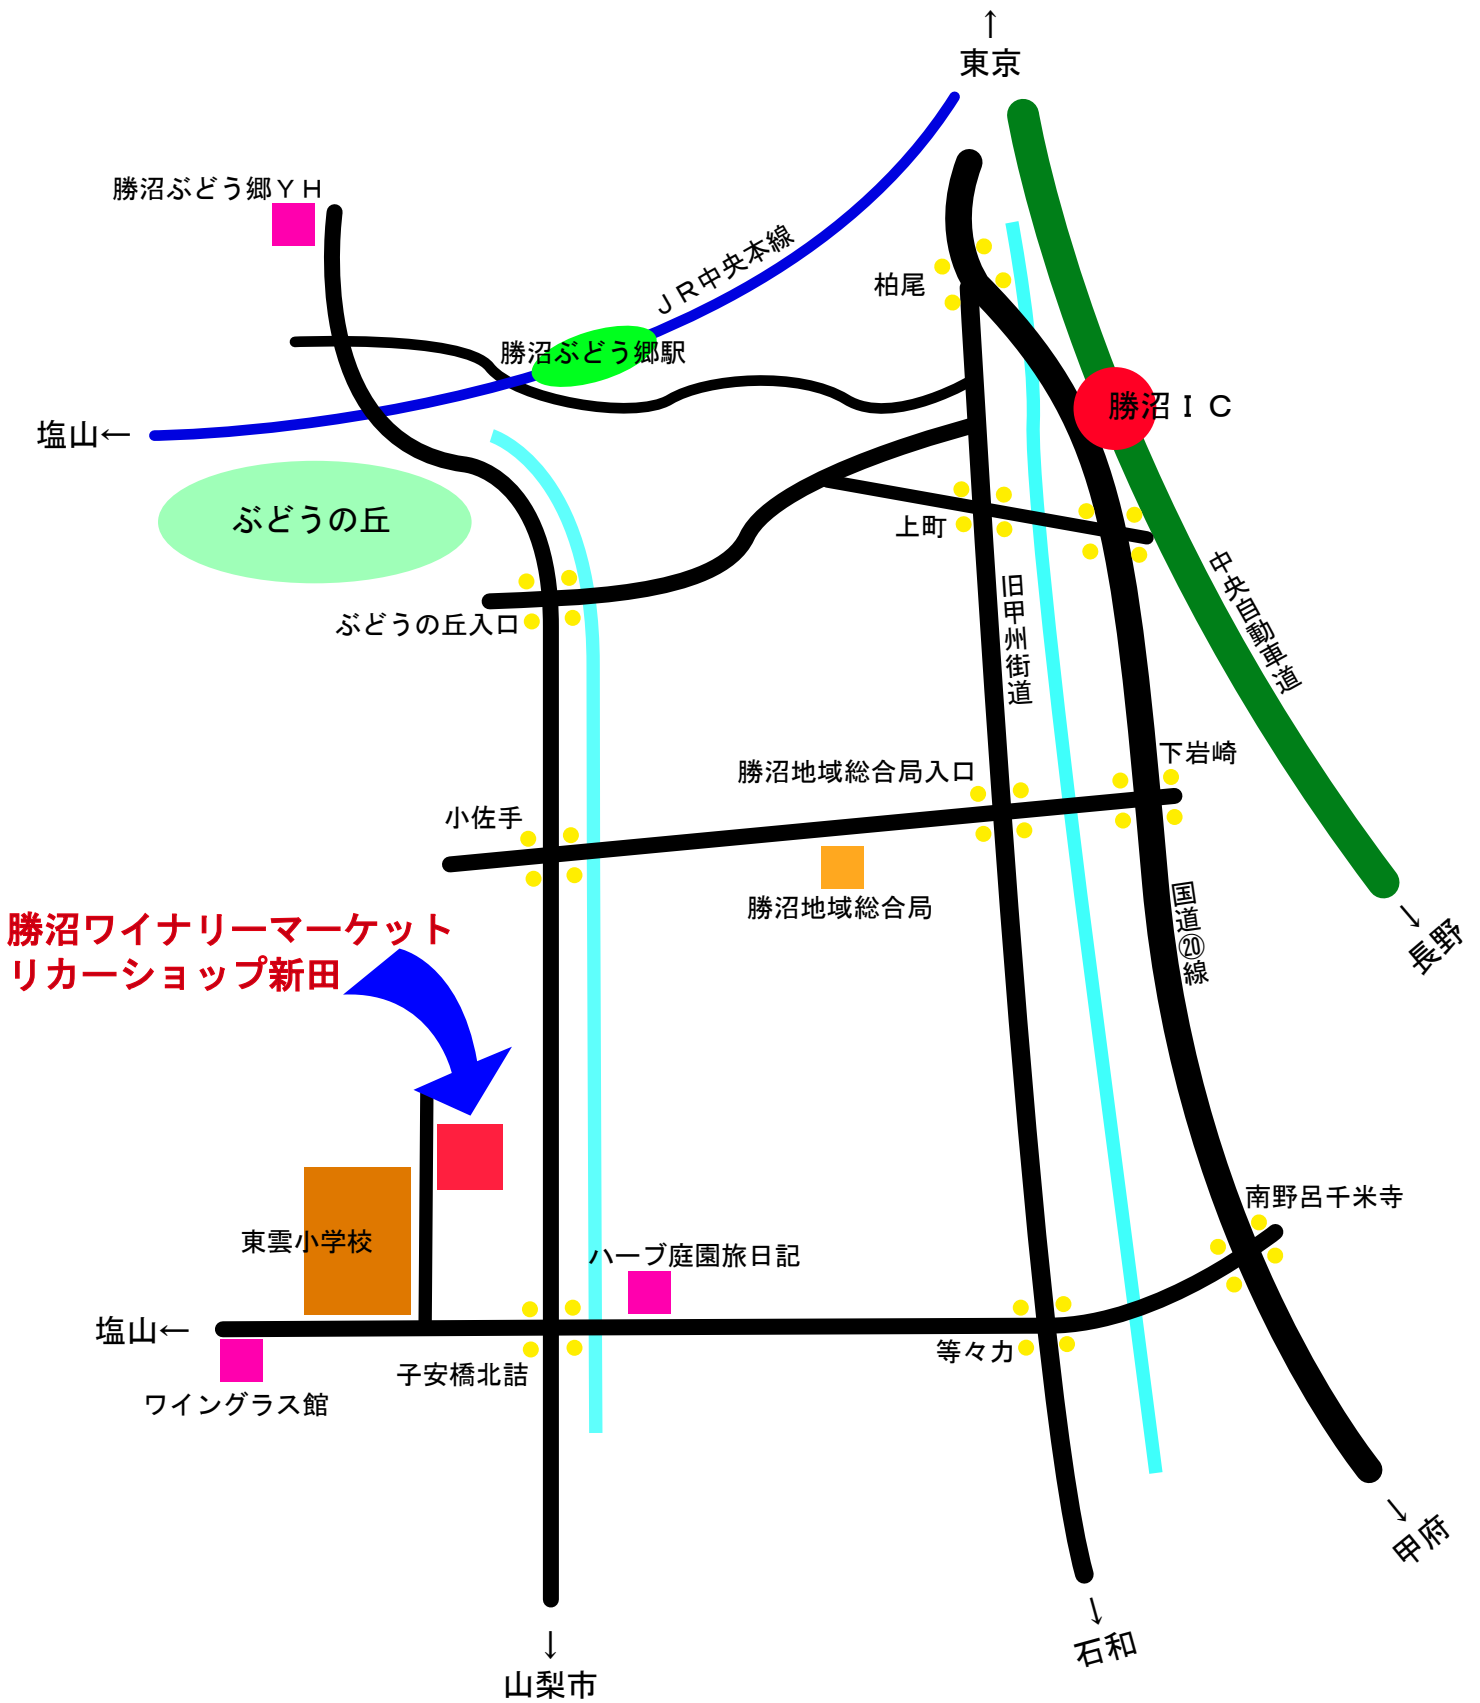 ↑
東京
勝沼ぶどう郷ＹＨ
ＪＲ中央本線
柏尾
勝沼ぶどう郷駅
勝沼ＩＣ
塩山←
ぶどうの丘
上町
中央自動車道
旧甲州街道
ぶどうの丘入口
下岩崎
勝沼地域総合局入口
小佐手
勝沼地域総合局
国道⑳線
勝沼ワイナリーマーケット
リカーショップ新田
→
長野
南野呂千米寺
東雲小学校
ハーブ庭園旅日記
塩山←
等々力
子安橋北詰
ワイングラス館
→
甲府
→
石和
↓
山梨市